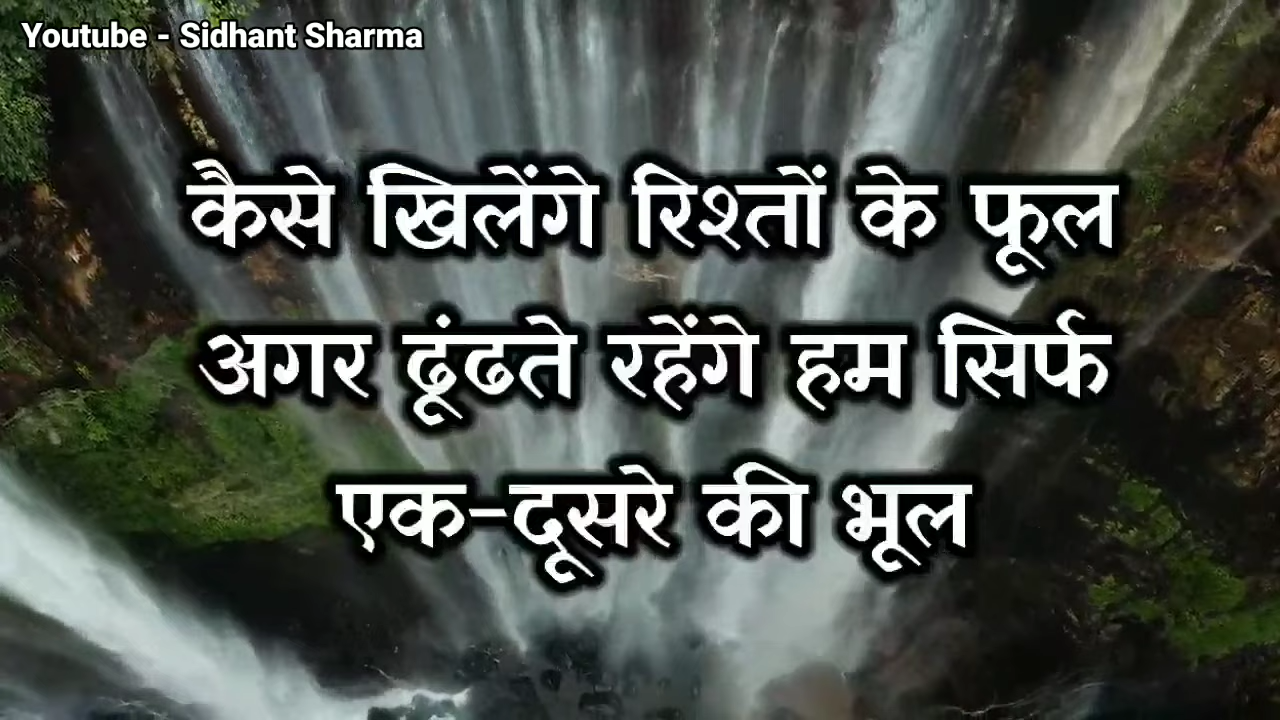 Youtube - Sidhant Sharma
कैसे खिलेंगे रिश्तों के फूल
अगर ढूंढते रहेंगे हम सिर्फ
एक-दूसरे की भूल